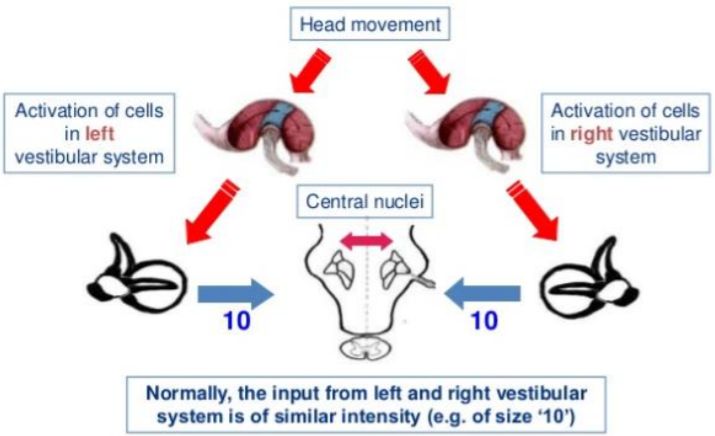 Head movement
Activation of cells
in left
vestibular system
Activation of cells
in right vestibular
system
Central nuclei
10
10
Normally, the input from left and right vestibular
system is of similar intensity (e.g. of size ‘10’)